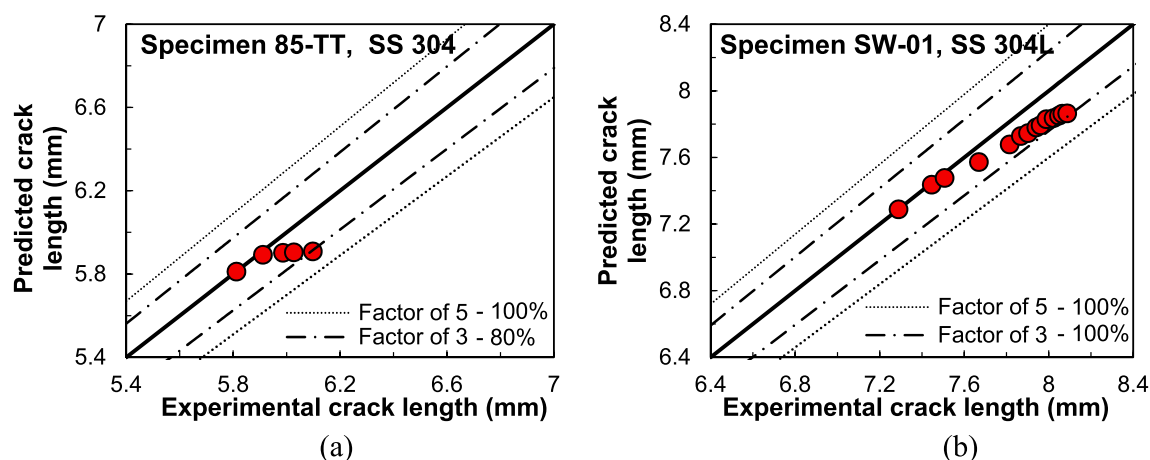 Specimen 85-TT, SS 304
Predicted crack
length (mm)
7
6.6
6.2
5.8
5.4
Factor of 5 - 100%
Factor of 3 - 80%
5.4 5.8 6.2 6.6 7
Experimental crack length (mm)
(a)
Specimen SW-01, SS 304L
Predicted crack
length (mm)
8.4
8
7.6
7.2
6.8
6.4
Factor of 5 - 100%
Factor of 3 - 100%
6.4 6.8 7.2 7.6 8 8.4
Experimental crack length (mm)
(b)